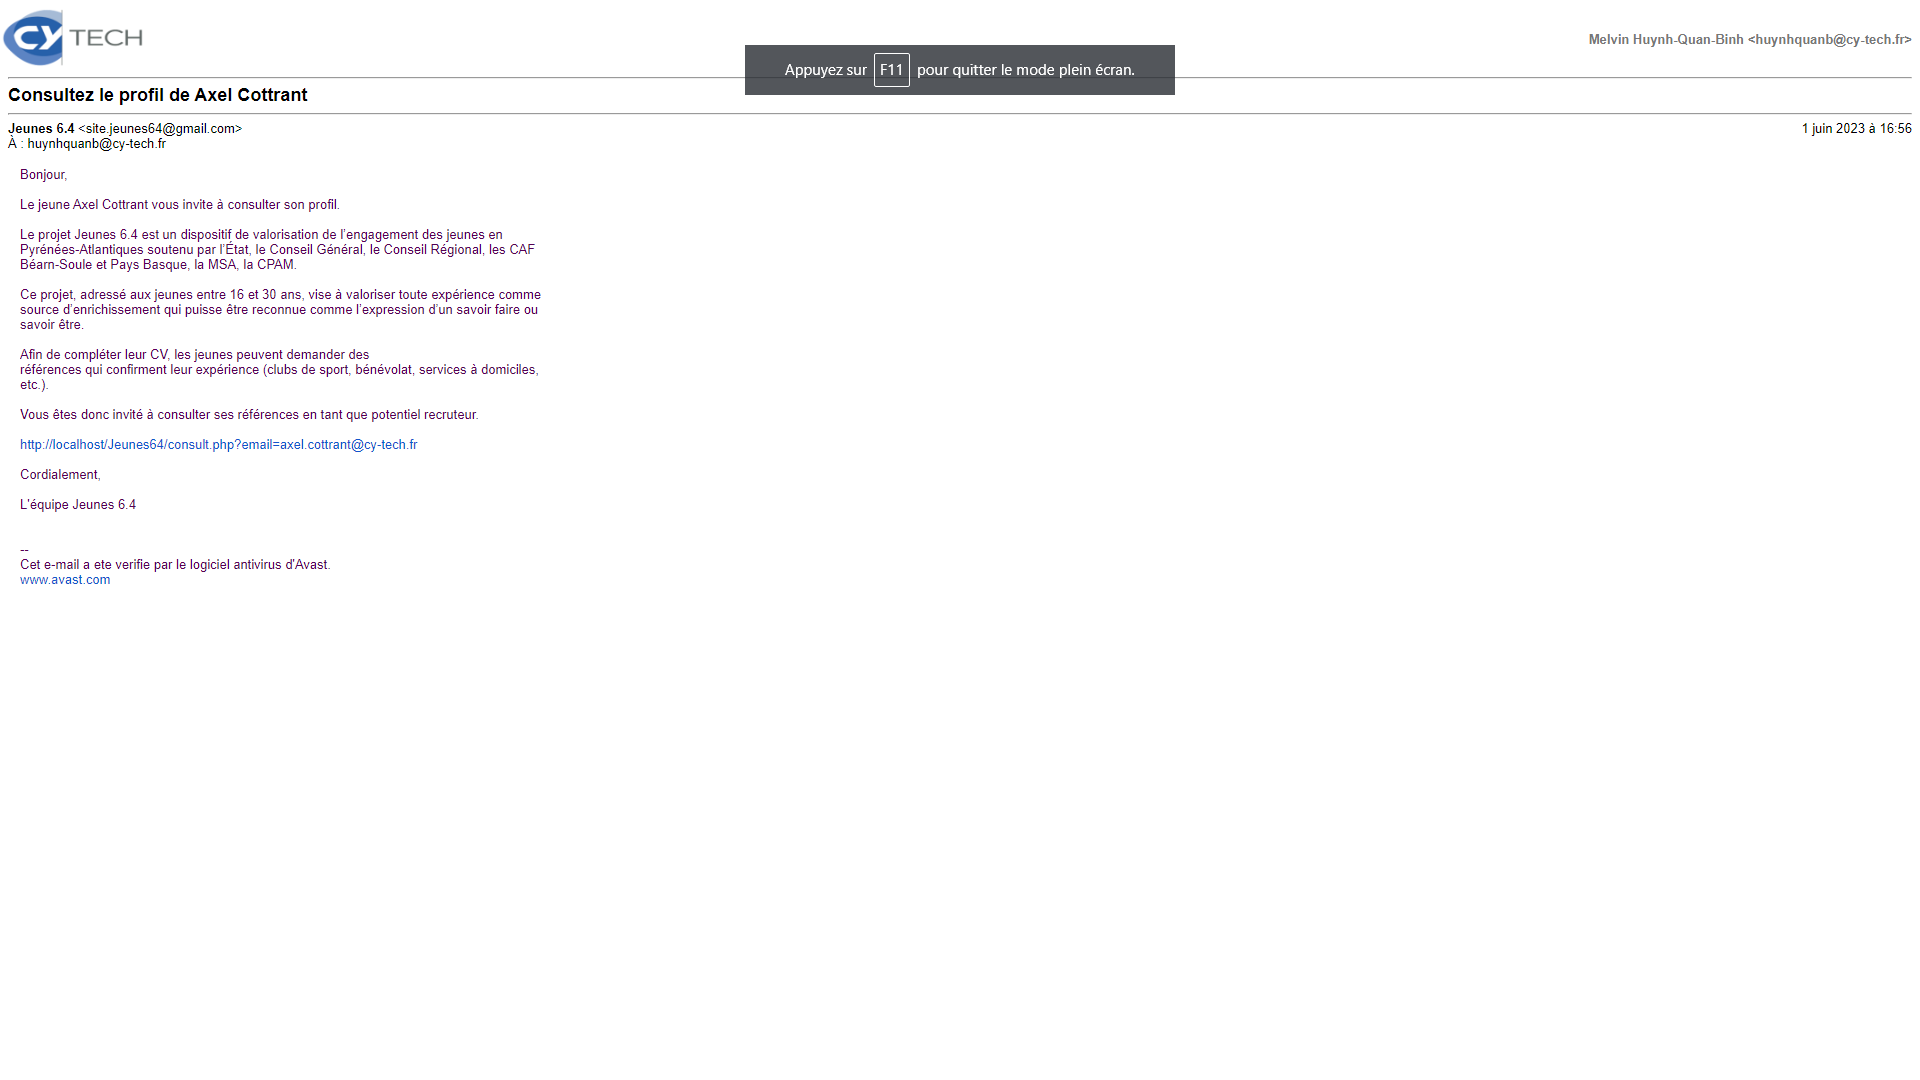 CY TECH
Melvin Huynh-Quan-Binh <huynhquanb@cy-tech.fr>
Appuyez sur F11 pour quitter le mode plein écran.
Consultez le profil de Axel Cottrant
Jeunes 6.4 <site.jeunes64@gmail.com>
1 juin 2023 à 16:56
À : huynhquanb@cy-tech.fr
Bonjour,
Le jeune Axel Cottrant vous invite à consulter son profil.
Le projet Jeunes 6.4 est un dispositif de valorisation de l’engagement des jeunes en
Pyrénées-Atlantiques soutenu par l’État, le Conseil Général, le Conseil Régional, les CAF
Béarn-Soule et Pays Basque, la MSA, la CPAM.
Ce projet, adressé aux jeunes entre 16 et 30 ans, vise à valoriser toute expérience comme
source d’enrichissement qui puisse être reconnue comme l’expression d’un savoir faire ou
savoir être.
Afin de compléter leur CV, les jeunes peuvent demander des
références qui confirment leur expérience (clubs de sport, bénévolat, services à domiciles,
etc.).
Vous êtes donc invité à consulter ses références en tant que potentiel recruteur.
http://localhost/Jeunes64/consult.php?email=axel.cottrant@cy-tech.fr
Cordialement,
L'équipe Jeunes 6.4
--
Cet e-mail a ete verifie par le logiciel antivirus d'Avast.
www.avast.com